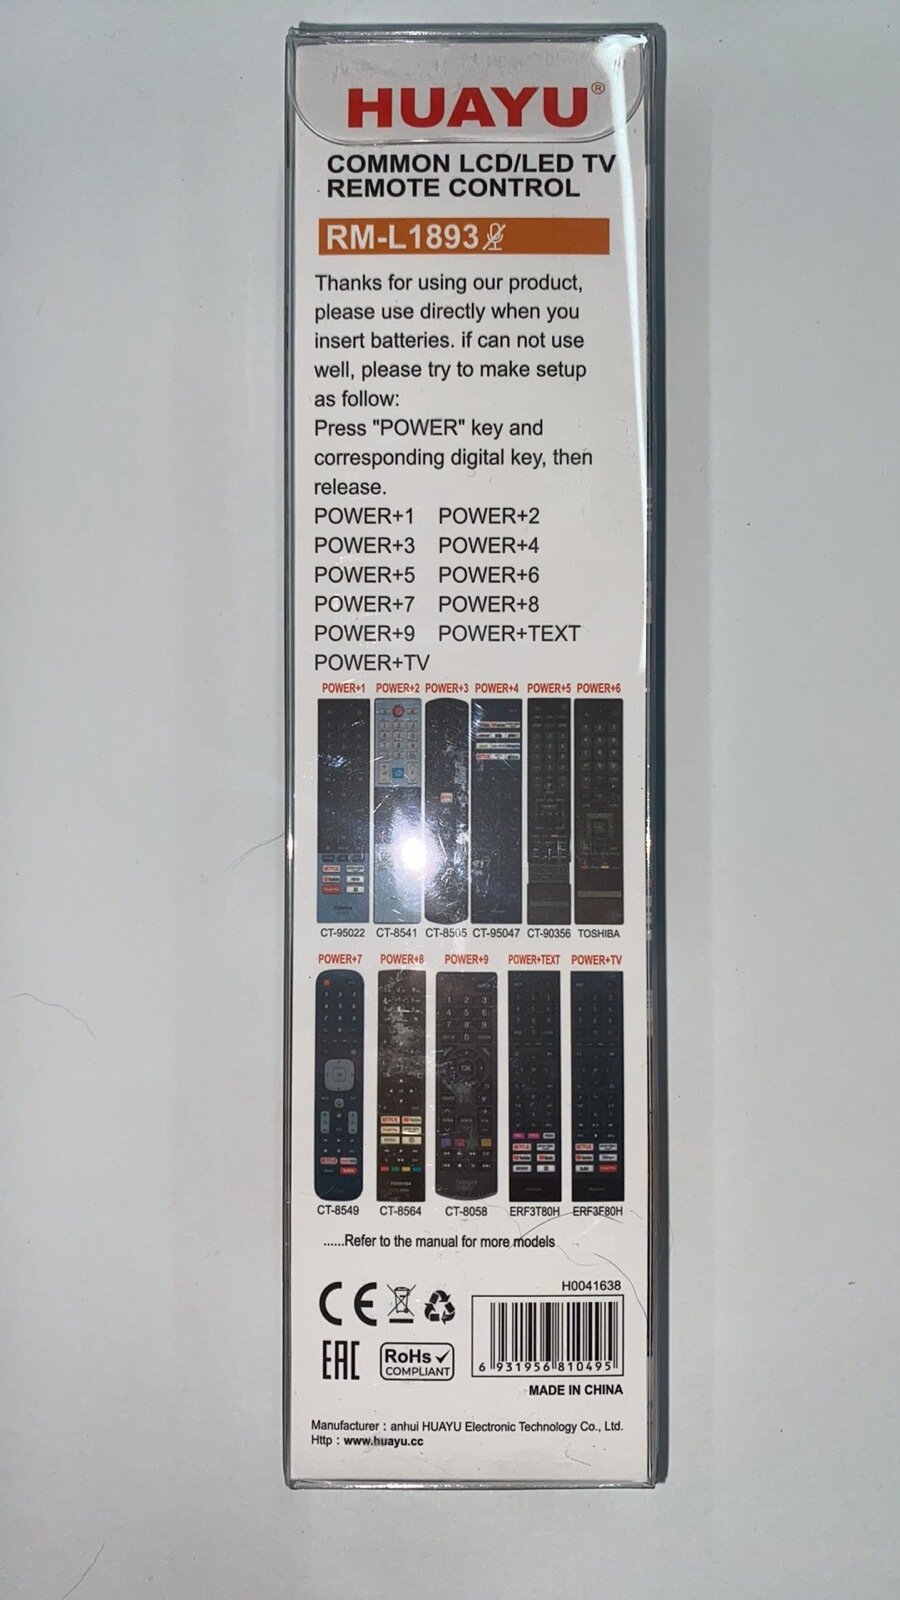 HUAYU®
COMMON LCD/LED TV
REMOTE CONTROL
RM-L1893
Thanks for using our product,
please use directly when you
insert batteries. if can not use
well, please try to make setup
as follow:
Press "POWER" key and
corresponding digital key, then
release.
POWER+1 POWER+2
POWER+3 POWER+4
POWER+5 POWER+6
POWER+7 POWER+8
POWER+9 POWER+TEXT
POWER+TV
POWER+1 POWER+2 POWER+3 POWER+4 POWER+5 POWER+6
CT-95022 CT-8541 CT-8505 CT-95047 CT-90356 TOSHIBA
POWER+7 POWER+8 POWER+9 POWER+TEXT POWER+TV
CT-8549 CT-8564 CT-8058 ERF3T80H ERF3F80H
......Refer to the manual for more models
H0041638
CE
EAC
RoHs✓
COMPLIANT
6 931956 810495
MADE IN CHINA
Manufacturer : anhui HUAYU Electronic Technology Co., Ltd.
Http : www.huayu.cc